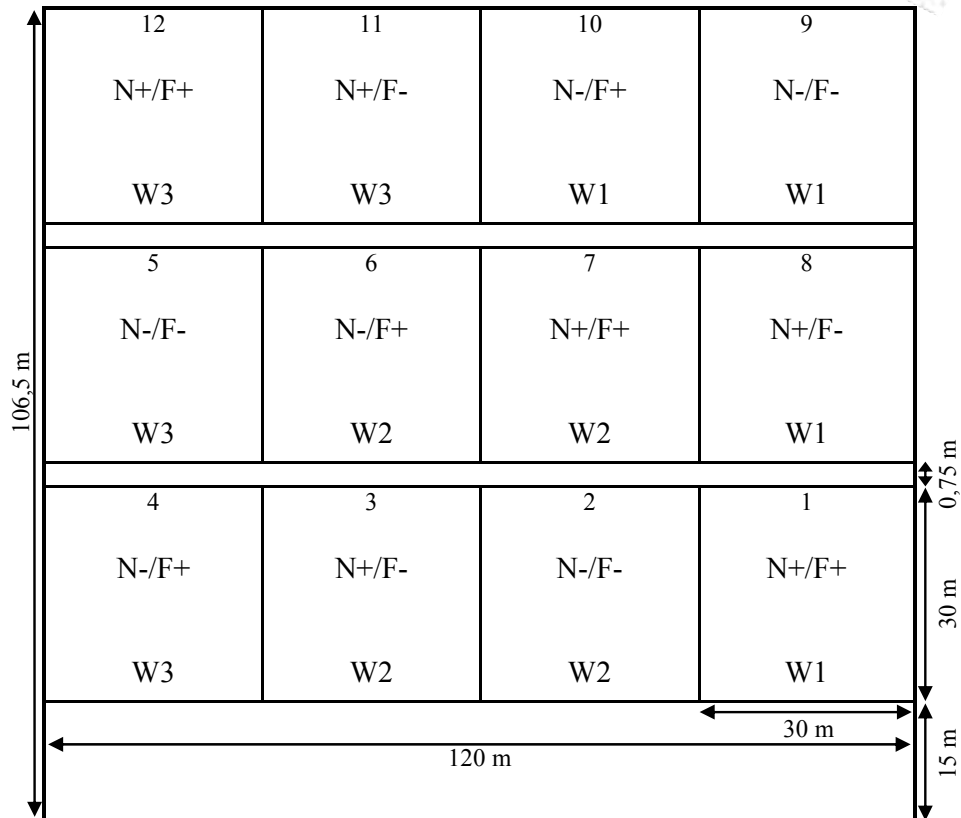 12 11 10 9
N+/F+ N+/F- N-/F+ N-/F-
W3 W3 W1 W1
5 6 7 8
N-/F- N-/F+ N+/F+ N+/F-
W3 W2 W2 W1
4 3 2 1
N-/F+ N+/F- N-/F- N+/F+
W3 W2 W2 W1
106,5 m
0,75 m
30 m
15 m
30 m
120 m